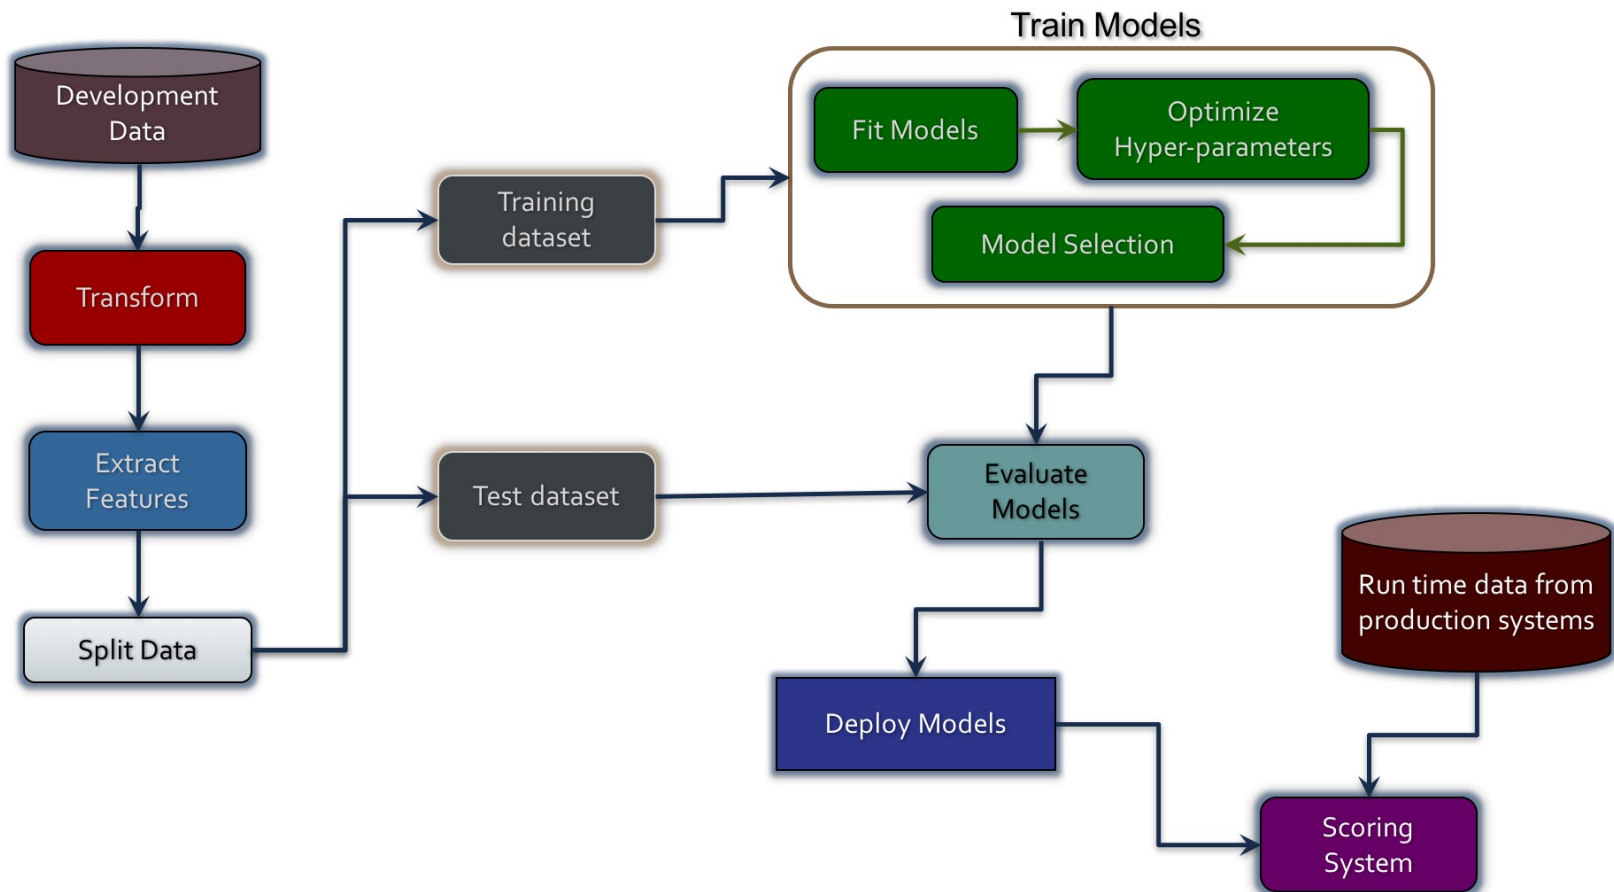 Train Models
Development
Data
Fit Models
Optimize
Hyper-parameters
Training
dataset
Model Selection
Transform
Extract
Features
Test dataset
Evaluate
Models
Split Data
Run time data from
production systems
Deploy Models
Scoring
System